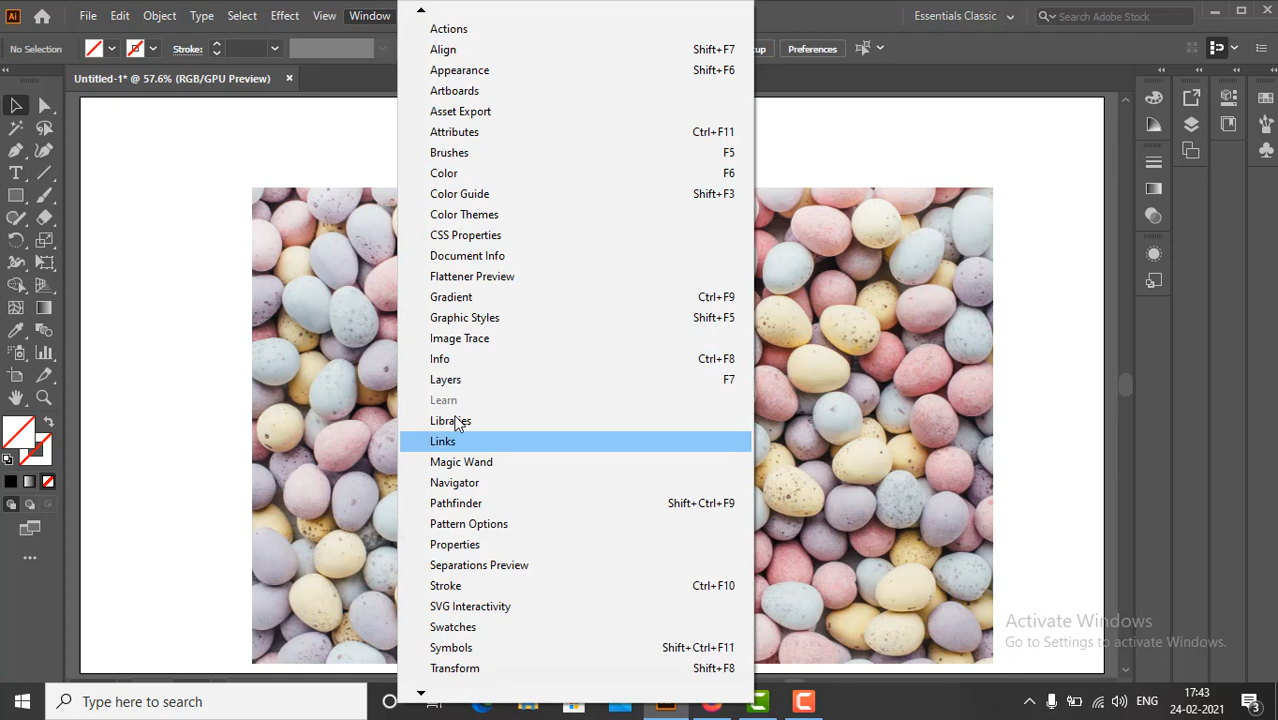 Ai File Edit Object Type Select Effect View Window Essentials Classic Search Adobe Stock
No Selection Stroke: Preferences
Untitled-1* @ 57.6% (RGB/GPU Preview)
Actions
Align Shift+F7
Appearance Shift+F6
Artboards
Asset Export
Attributes Ctrl+F11
Brushes F5
Color F6
Color Guide Shift+F3
Color Themes
CSS Properties
Document Info
Flattener Preview
Gradient Ctrl+F9
Graphic Styles Shift+F5
Image Trace
Info Ctrl+F8
Layers F7
Learn
Libraries
Links
Magic Wand
Navigator
Pathfinder Shift+Ctrl+F9
Pattern Options
Properties
Separations Preview
Stroke Ctrl+F10
SVG Interactivity
Swatches
Symbols Shift+Ctrl+F11
Transform Shift+F8
Activate Windows
Go to Settings to activate Windows.
Type here to search
ENG
17:43
24-02-2021
3